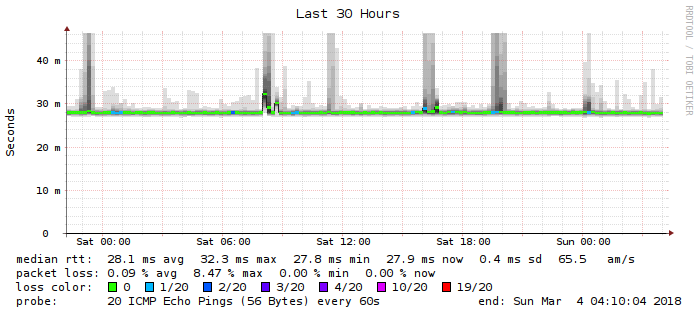 Last 30 Hours
RRDTOOL / TOBI OETIKER
Seconds
40 m
30 m
20 m
10 m
0
Sat 00:00 Sat 06:00 Sat 12:00 Sat 18:00 Sun 00:00
median rtt: 28.1 ms avg 32.3 ms max 27.8 ms min 27.9 ms now 0.4 ms sd 65.5 am/s
packet loss: 0.09 % avg 8.47 % max 0.00 % min 0.00 % now
loss color: 0 1/20 2/20 3/20 4/20 10/20 19/20
probe: 20 ICMP Echo Pings (56 Bytes) every 60s end: Sun Mar 4 04:10:04 2018